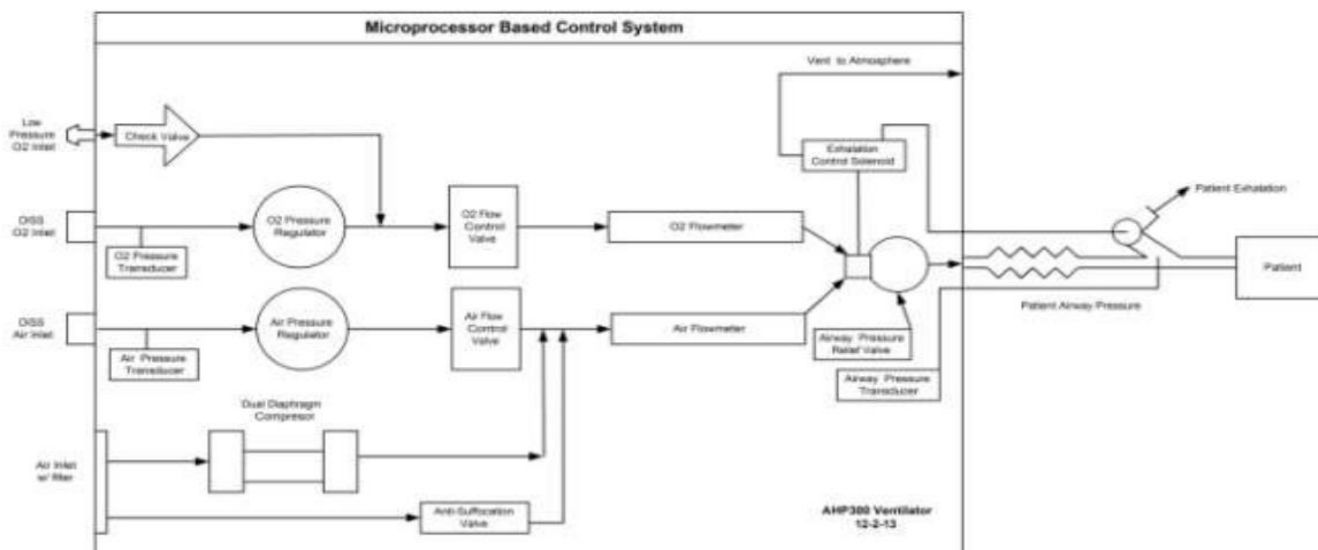 Microprocessor Based Control System
Vent to Atmosphere
Low
Pressure
O2 Inlet
Check Valve
Exhalation
Control Solenoid
Patient Exhalation
DISS
O2 Inlet
O2 Pressure
Regulator
O2 Flow
Control
Valve
O2 Flowmeter
O2 Pressure
Transducer
Patient
Patient Airway Pressure
DISS
Air Inlet
Air Pressure
Regulator
Air Flow
Control
Valve
Air Flowmeter
Airway Pressure
Relief Valve
Air Pressure
Transducer
Airway Pressure
Transducer
Dual Diaphragm
Compresor
Air Inlet
w/ filter
Anti-Suffocation
Valve
AHP300 Ventilator
12-2-13